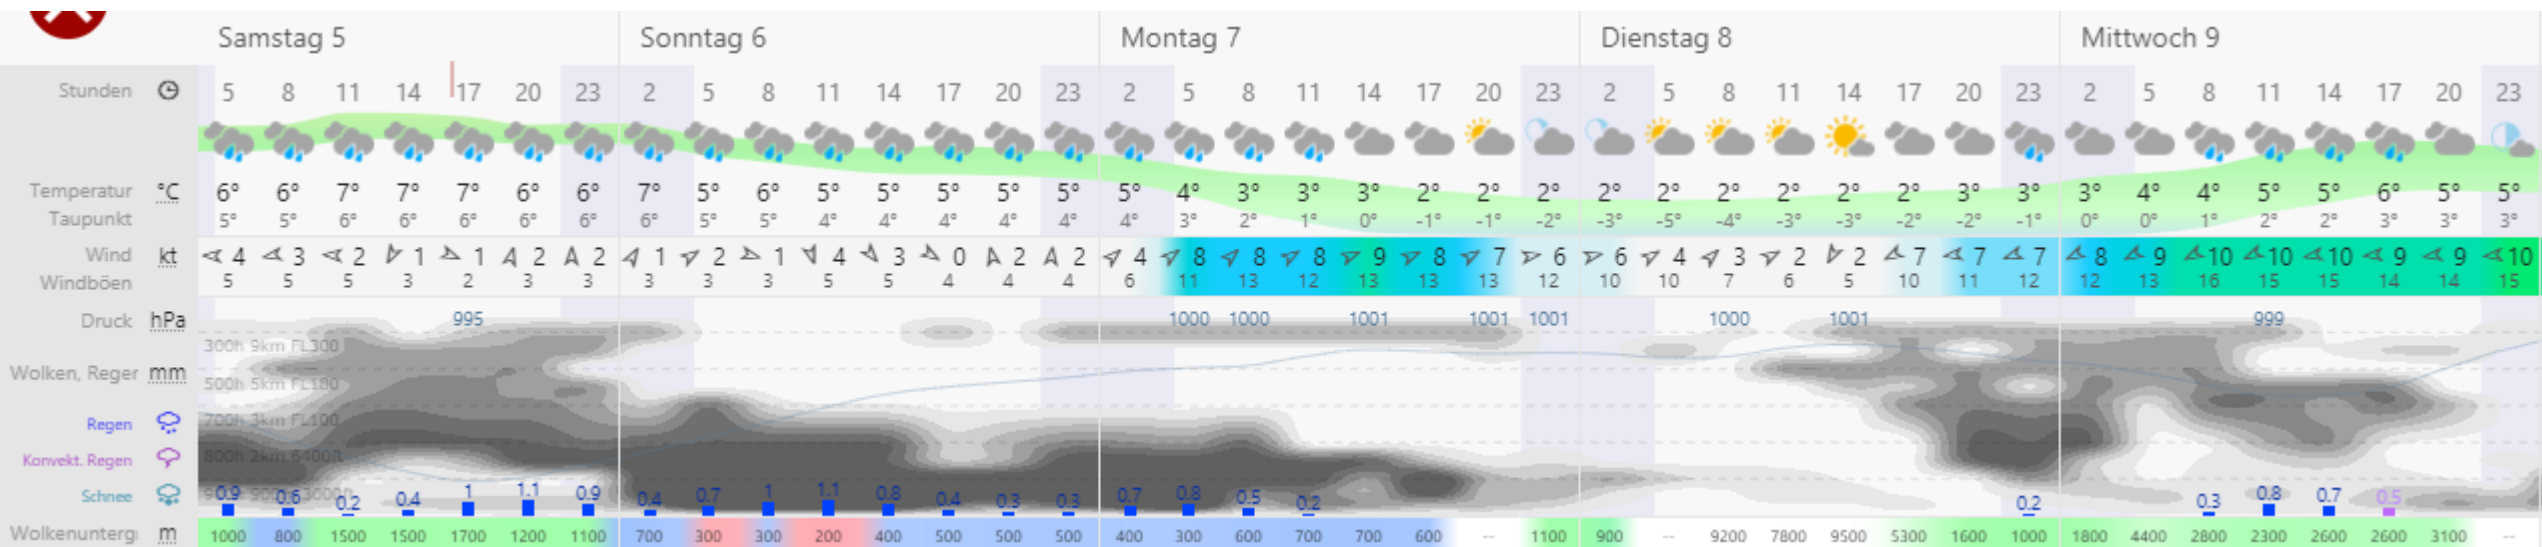 Samstag 5 Sonntag 6 Montag 7 Dienstag 8 Mittwoch 9
Stunden 5 8 11 14 17 20 23 2 5 8 11 14 17 20 23 2 5 8 11 14 17 20 23 2 5 8 11 14 17 20 23 2 5 8 11 14 17 20 23
Temperatur °C 6° 6° 7° 7° 7° 6° 6° 7° 5° 6° 5° 5° 5° 5° 5° 5° 4° 3° 3° 3° 2° 2° 2° 2° 2° 2° 2° 2° 2° 3° 3° 3° 4° 4° 5° 5° 6° 5° 5°
Taupunkt 5° 5° 6° 6° 6° 6° 6° 6° 5° 5° 4° 4° 4° 4° 4° 4° 3° 2° 1° 0° -1° -1° -2° -3° -5° -4° -3° -3° -2° -2° -1° 0° 0° 1° 2° 2° 3° 3° 3°
Wind kt 4 3 2 1 1 2 2 1 2 1 4 3 0 2 2 4 8 8 8 9 8 7 6 6 4 3 2 2 7 7 7 8 9 10 10 10 9 9 10
Windböen 5 5 5 3 2 3 3 3 3 3 5 5 4 4 4 6 11 13 12 13 13 13 12 10 10 7 6 5 10 11 12 12 13 16 15 15 14 14 15
Druck hPa 995 1000 1000 1001 1001 1001 1000 1001 999
300h 9km FL300
Wolken, Reger mm
500h 5km FL180
700h 3km FL100
Regen
800h 2km 6400ft
Konvekt. Regen
Schnee 0.9 0.6 0.2 0.4 1 1.1 0.9 0.4 0.7 1 1.1 0.8 0.4 0.3 0.3 0.7 0.8 0.5 0.2 0.2 0.3 0.8 0.7 0.5
Wolkenunterg m 1000 800 1500 1500 1700 1200 1100 700 300 300 200 400 500 500 500 400 300 600 700 700 600 -- 1100 900 -- 9200 7800 9500 5300 1600 1000 1800 4400 2800 2300 2600 2600 3100 --